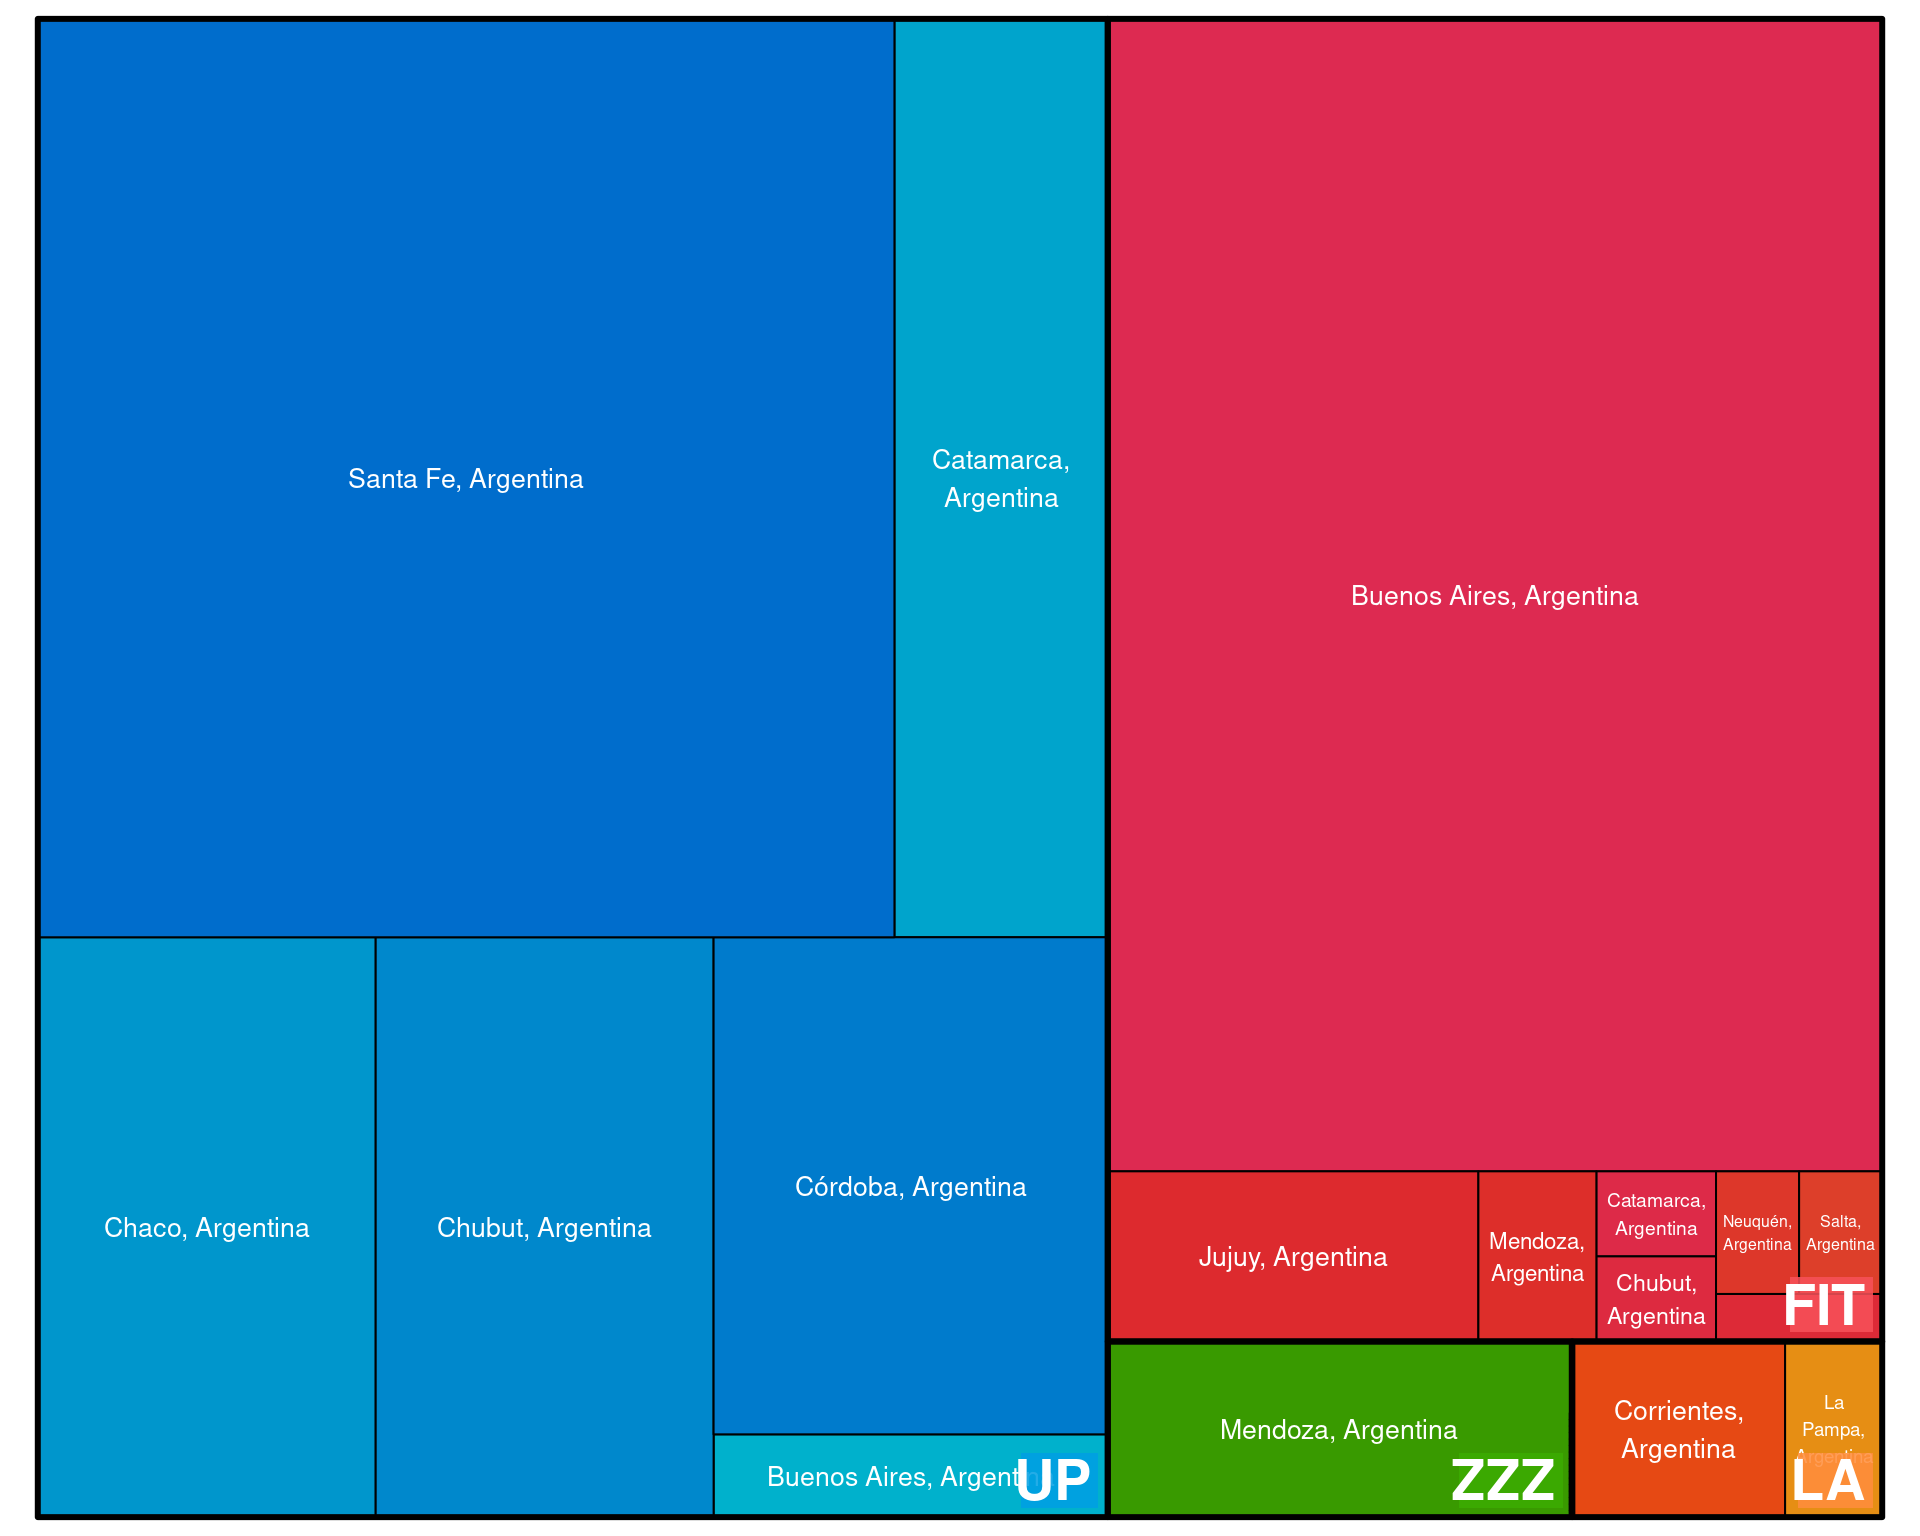 Santa Fe, Argentina
Catamarca,
Argentina
Chaco, Argentina
Chubut, Argentina
Córdoba, Argentina
Buenos Aires, Argentina
UP
Buenos Aires, Argentina
Jujuy, Argentina
Mendoza,
Argentina
Catamarca,
Argentina
Chubut,
Argentina
Neuquén,
Argentina
Salta,
Argentina
FIT
Mendoza, Argentina
ZZZ
Corrientes,
Argentina
La
Pampa,
Argentina
LA